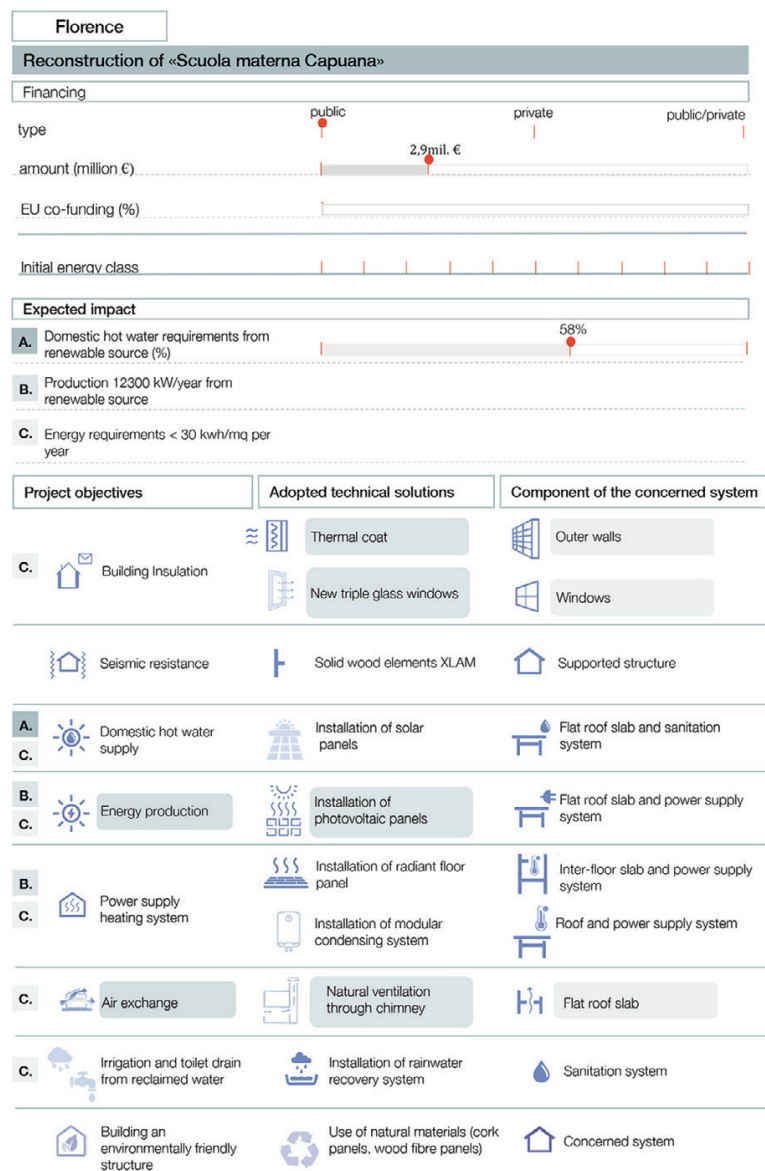 Florence
Reconstruction of «Scuola materna Capuana»
Financing
type
public
private
public/private
amount (million €)
2,9mil. €
EU co-funding (%)
Initial energy class
Expected impact
A. Domestic hot water requirements from
renewable source (%)
58%
B. Production 12300 kW/year from
renewable source
C. Energy requirements < 30 kwh/mq per
year
Project objectives
Adopted technical solutions
Component of the concerned system
C.
Building Insulation
Thermal coat
Outer walls
New triple glass windows
Windows
Seismic resistance
Solid wood elements XLAM
Supported structure
A.
C.
Domestic hot water
supply
Installation of solar
panels
Flat roof slab and sanitation
system
B.
C.
Energy production
Installation of
photovoltaic panels
Flat roof slab and power supply
system
B.
C.
Power supply
heating system
Installation of radiant floor
panel
Inter-floor slab and power supply
system
Installation of modular
condensing system
Roof and power supply system
C.
Air exchange
Natural ventilation
through chimney
Flat roof slab
C.
Irrigation and toilet drain
from reclaimed water
Installation of rainwater
recovery system
Sanitation system
Building an
environmentally friendly
structure
Use of natural materials (cork
panels, wood fibre panels)
Concerned system